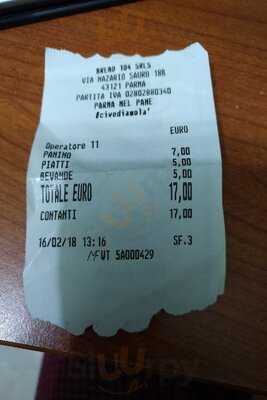 BREAD 104 SRLS
VIA NAZARIO SAURO 18B
43121 PARMA
PARTITA IVA 02802880340
PARMA NEL PANE
#civediamola'
EURO
Operatore 11
PANINO 7,00
PIATTI 5,00
BEVANDE 5,00
TOTALE EURO 17,00
CONTANTI 17,00
16/02/18 13:16 SF.3
MFVT 5A000429